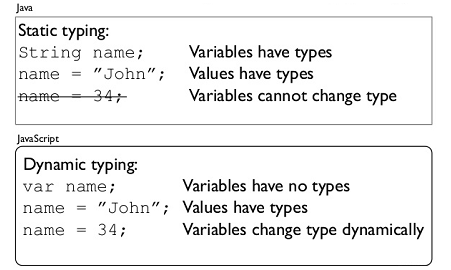 Java
Static typing:
String name; Variables have types
name = ”John”; Values have types
name = 34; Variables cannot change type
JavaScript
Dynamic typing:
var name; Variables have no types
name = ”John”; Values have types
name = 34; Variables change type dynamically